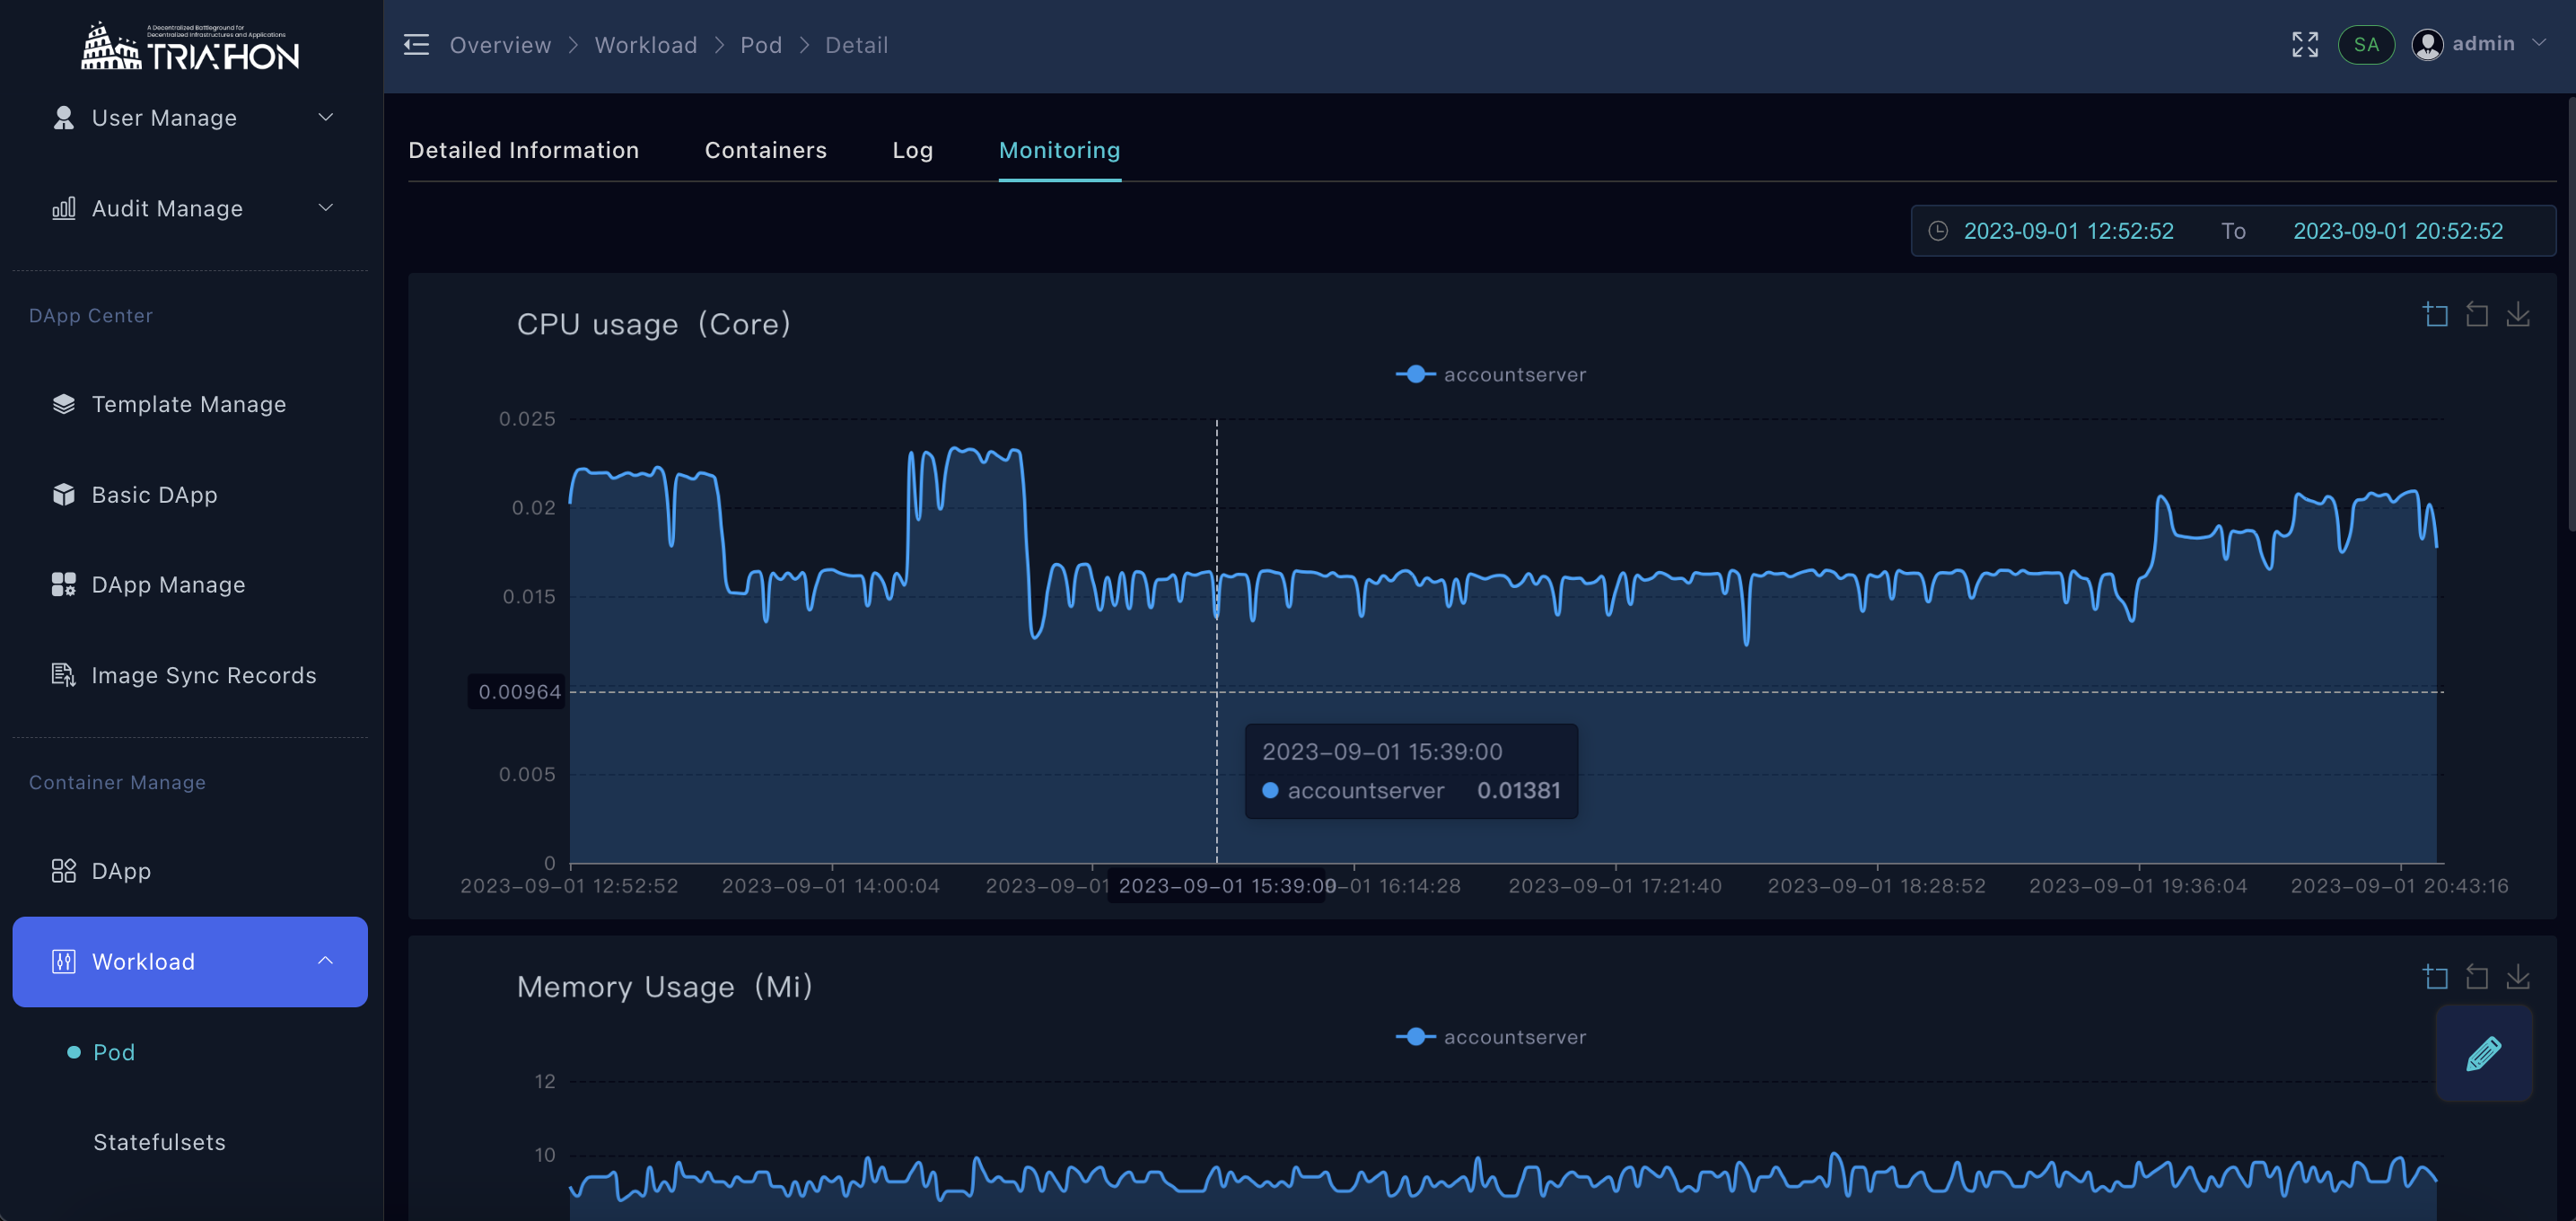 A Decentralized Battleground for
Decentralized Infrastructures and Applications
TRIATHON
User Manage
Audit Manage
DApp Center
Template Manage
Basic DApp
DApp Manage
Image Sync Records
Container Manage
DApp
Workload
Pod
Statefulsets
Overview > Workload > Pod > Detail
SA admin
Detailed Information Containers Log Monitoring
2023-09-01 12:52:52 To 2023-09-01 20:52:52
CPU usage（Core）
accountserver
0.025
0.02
0.015
0.00964
0.005
0
2023-09-01 15:39:00
accountserver 0.01381
2023-09-01 12:52:52 2023-09-01 14:00:04 2023-09-01 2023-09-01 15:39:00 -01 16:14:28 2023-09-01 17:21:40 2023-09-01 18:28:52 2023-09-01 19:36:04 2023-09-01 20:43:16
Memory Usage（Mi）
accountserver
12
10